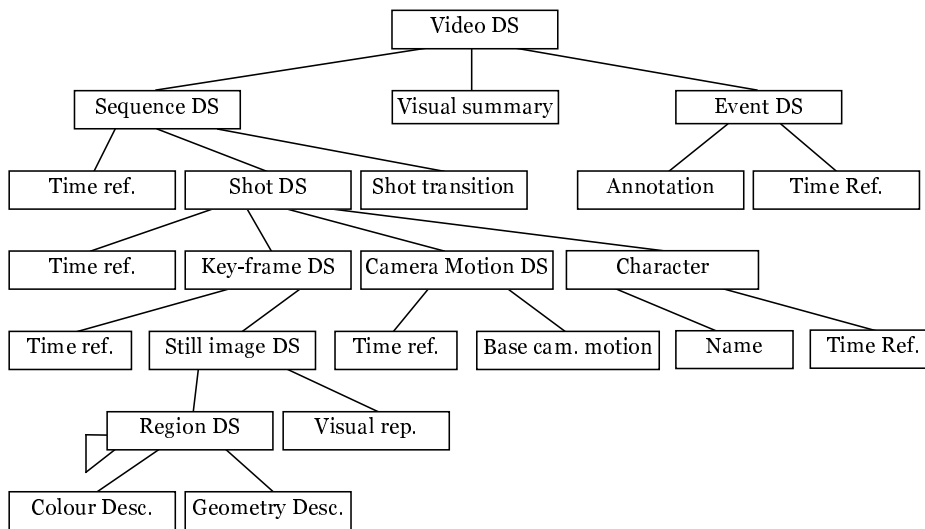 Video DS
Sequence DS
Visual summary
Event DS
Time ref.
Shot DS
Shot transition
Annotation
Time Ref.
Time ref.
Key-frame DS
Camera Motion DS
Character
Time ref.
Still image DS
Time ref.
Base cam. motion
Name
Time Ref.
Region DS
Visual rep.
Colour Desc.
Geometry Desc.